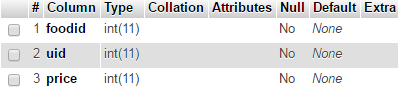 # Column Type Collation Attributes Null Default Extra
1 foodid int(11) No None
2 uid int(11) No None
3 price int(11) No None